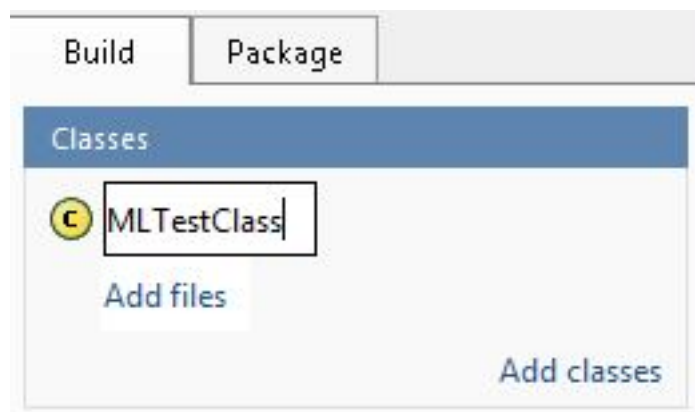 Build Package
Classes
C MLTestClass
Add files
Add classes